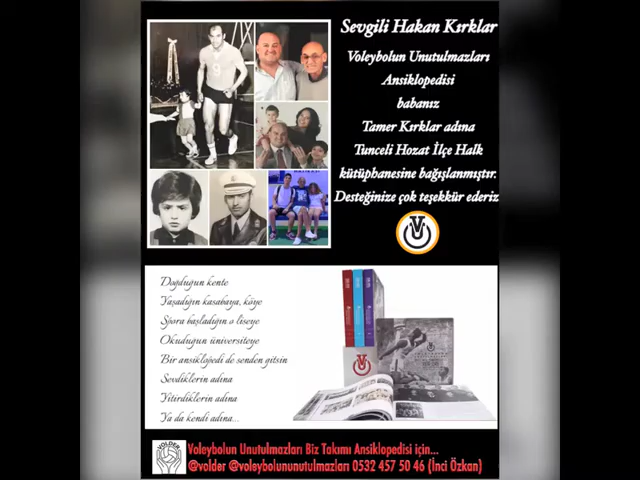 Sevgili Hakan Kırklar
Voleybolun Unutulmazları
Ansiklopedisi
babanız
Tamer Kırklar adına
Tunceli Hozat İlçe Halk
kütüphanesine bağışlanmıştır.
Desteğinize çok teşekkür ederiz
9
Doğduğun kente
Yaşadığın kasabaya, köye
Spora başladığın o liseye
Okuduğun üniversiteye
Bir ansiklopedi de senden gitsin
Sevdiklerin adına
Yitirdiklerin adına
Ya da kendi adına...
VOLDER
Voleybolun Unutulmazları Biz Takımı Ansiklopedisi için...
@volder @voleybolununutulmazları 0532 457 50 46 (İnci Özkan)